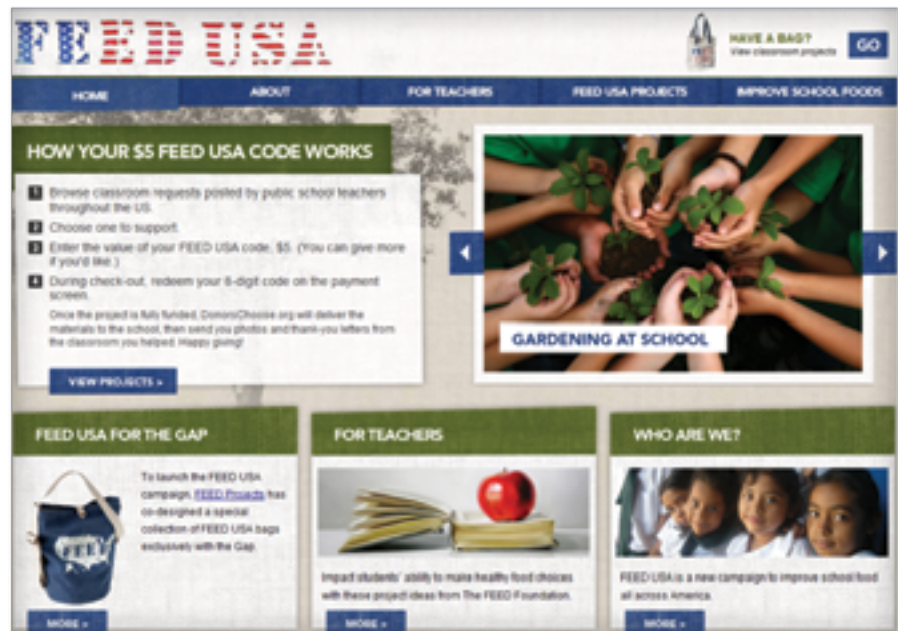 FEED USA
HAVE A BAG?
View classroom projects
GO
HOME
ABOUT
FOR TEACHERS
FEED USA PROJECTS
IMPROVE SCHOOL FOODS
HOW YOUR $5 FEED USA CODE WORKS
1 Browse classroom requests posted by public school teachers
throughout the US.
2 Choose one to support.
3 Enter the value of your FEED USA code, $5. (You can give more
if you'd like.)
4 During check-out, redeem your 8-digit code on the payment
screen.
Once the project is fully funded, DonorsChoose.org will deliver the
materials to the school, then send you photos and thank-you letters from
the classroom you helped. Happy giving!
VIEW PROJECTS »
GARDENING AT SCHOOL
FEED USA FOR THE GAP
To launch the FEED USA
campaign, FEED Projects has
co-designed a special
collection of FEED USA bags
exclusively with the Gap.
FEED
MORE »
FOR TEACHERS
Impact students' ability to make healthy food choices
with these project ideas from The FEED Foundation.
MORE »
WHO ARE WE?
FEED USA is a new campaign to improve school food
all across America.
MORE »